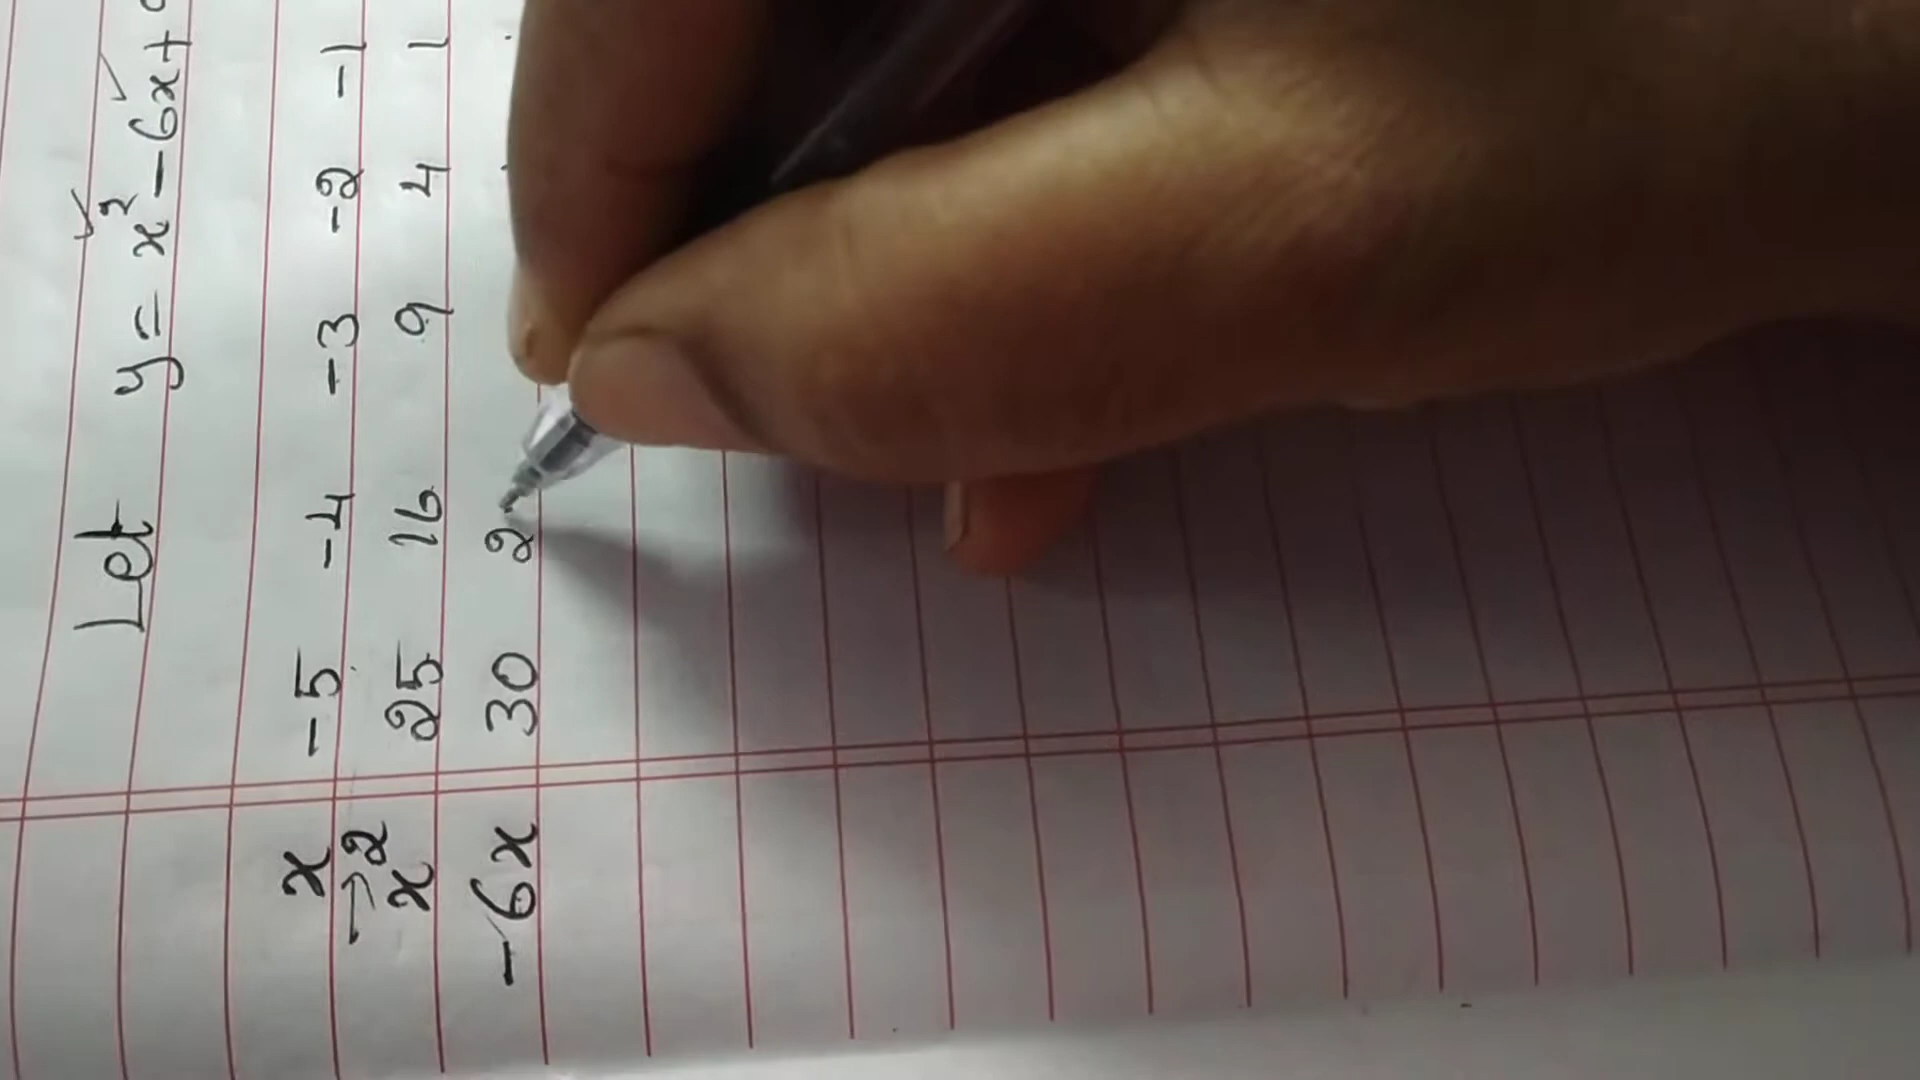 Let y = x² - 6x +
x -5 -4 -3 -2 -1
→
x² 25 16 9 4 1
-6x 30 2